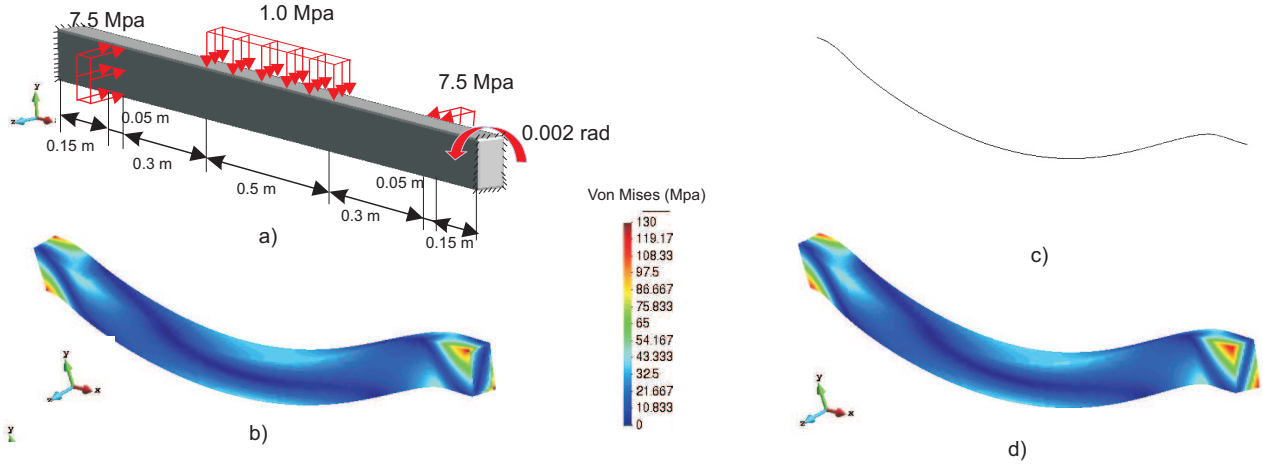 7.5 Mpa
1.0 Mpa
7.5 Mpa
0.002 rad
y
z
0.15 m
0.05 m
0.3 m
0.5 m
0.05 m
0.3 m
0.15 m
a)
Von Mises (Mpa)
130
119.17
108.33
97.5
86.667
75.833
65
54.167
43.333
32.5
21.667
10.833
0
c)
y
z
x
y
b)
y
z
x
d)